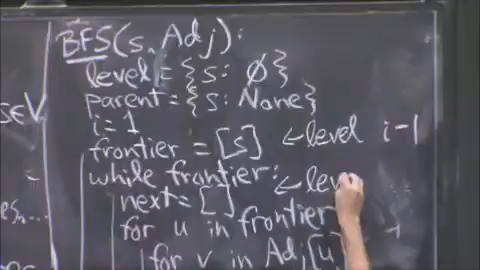 BFS(s, Adj):
level = {s: Ø}
parent = {s: None}
i = 1
frontier = [s] ← level i-1
while frontier:
next = [] ← lev
for u in frontier
for v in Adj[u]
s∈V